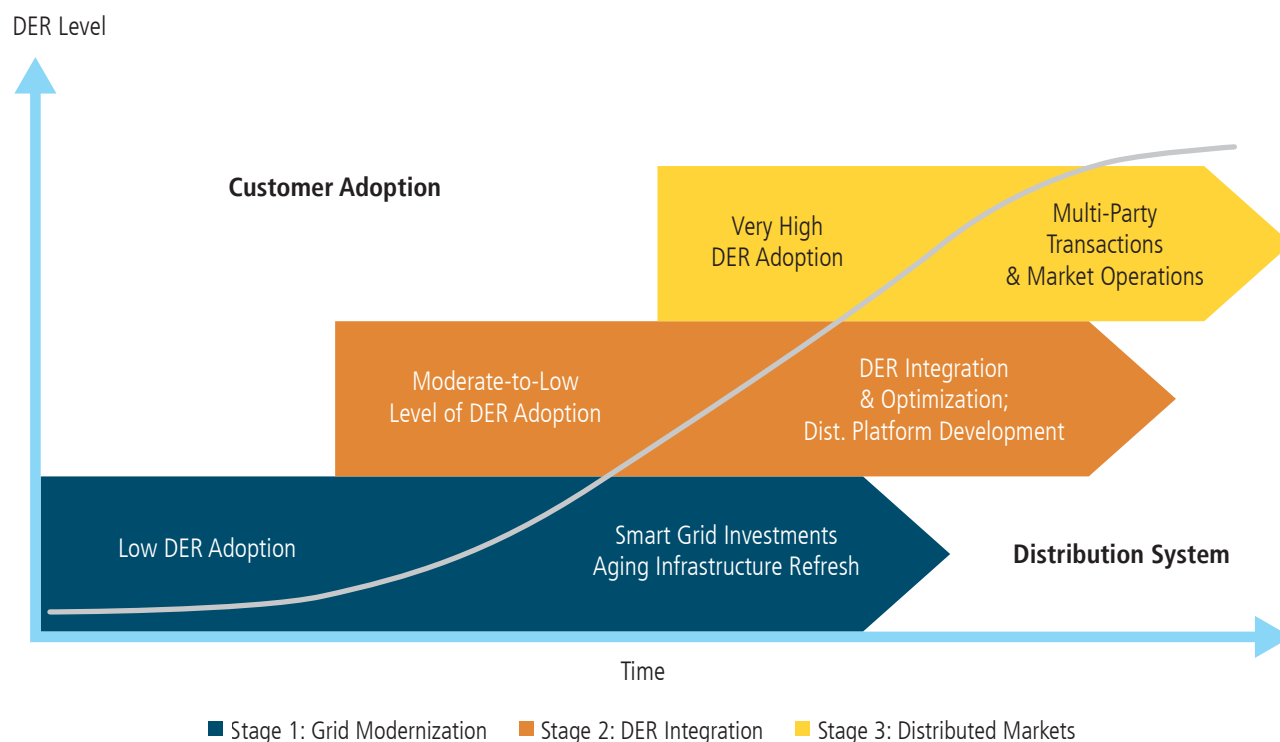 DER Level
Customer Adoption
Very High
DER Adoption
Multi-Party
Transactions
& Market Operations
Moderate-to-Low
Level of DER Adoption
DER Integration
& Optimization;
Dist. Platform Development
Low DER Adoption
Smart Grid Investments
Aging Infrastructure Refresh
Distribution System
Time
Stage 1: Grid Modernization
Stage 2: DER Integration
Stage 3: Distributed Markets